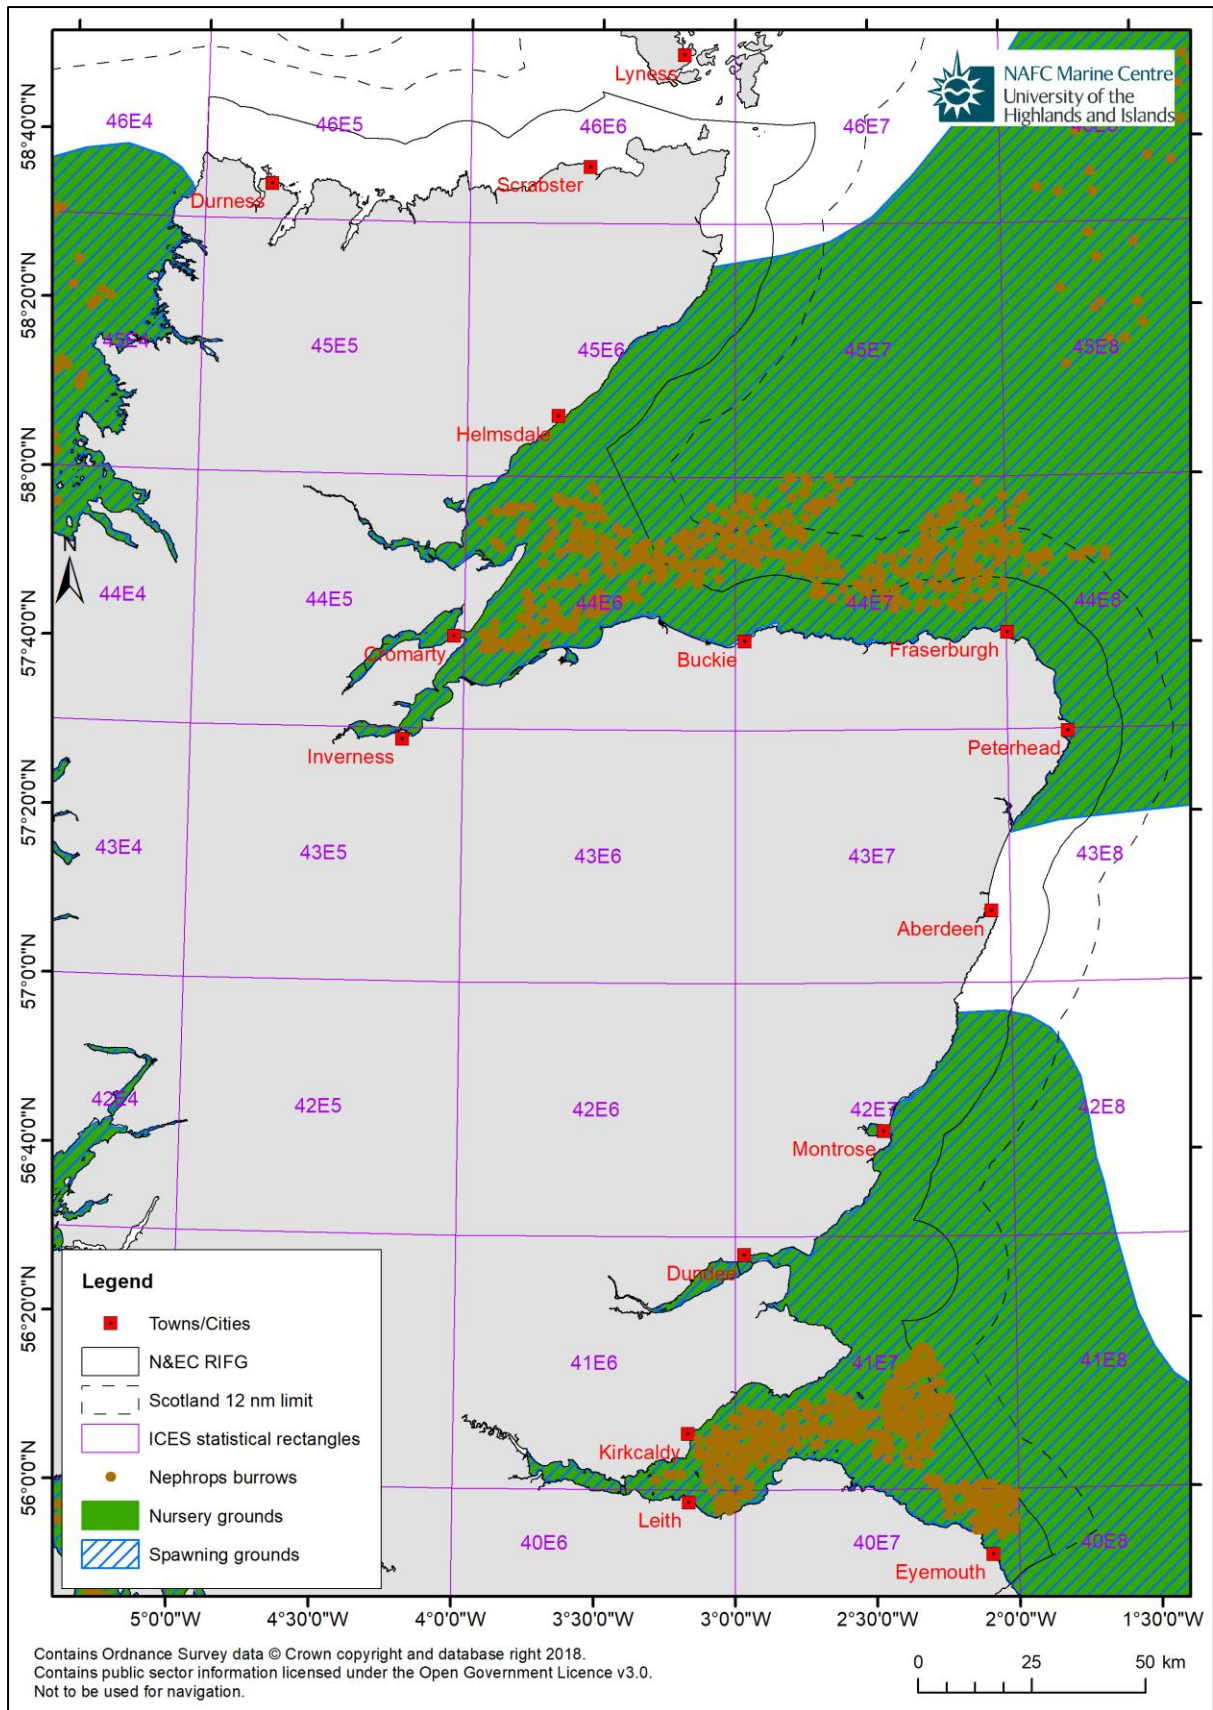 Lyness
NAFC Marine Centre
University of the
Highlands and Islands
46E4
46E5
46E6
46E7
46E8
58°40'0"N
Scrabster
Durness
58°20'0"N
45E4
45E5
45E6
45E7
45E8
Helmsdale
58°0'0"N
N
44E4
44E5
44E6
44E7
44E8
57°40'0"N
Cromarty
Buckie
Fraserburgh
Inverness
Peterhead
57°20'0"N
43E4
43E5
43E6
43E7
43E8
Aberdeen
57°0'0"N
42E4
42E5
42E6
42E7
42E8
56°40'0"N
Montrose
Dundee
56°20'0"N
41E6
41E7
41E8
Kirkcaldy
56°0'0"N
Leith
40E6
40E7
40E8
Eyemouth
Legend
Towns/Cities
N&EC RIFG
Scotland 12 nm limit
ICES statistical rectangles
Nephrops burrows
Nursery grounds
Spawning grounds
5°0'0"W
4°30'0"W
4°0'0"W
3°30'0"W
3°0'0"W
2°30'0"W
2°0'0"W
1°30'0"W
Contains Ordnance Survey data © Crown copyright and database right 2018.
Contains public sector information licensed under the Open Government Licence v3.0.
Not to be used for navigation.
0 25 50 km